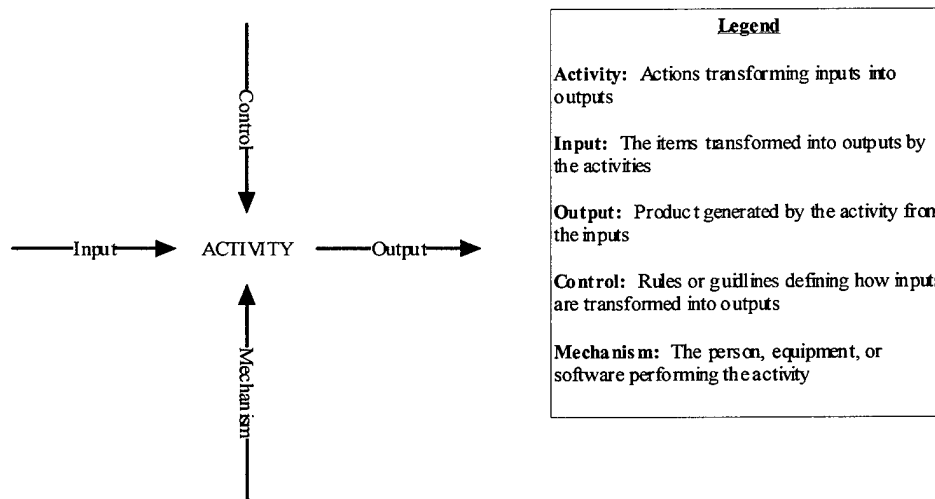 Control
Input
ACTIVITY
Output
Mechanism
Legend
Activity: Actions transforming inputs into
outputs
Input: The items transformed into outputs by
the activities
Output: Product generated by the activity from
the inputs
Control: Rules or guidlines defining how inputs
are transformed into outputs
Mechanism: The person, equipment, or
software performing the activity